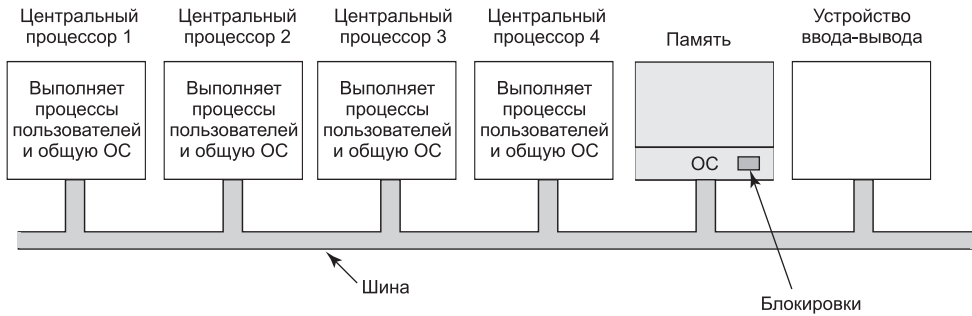 Центральный
процессор 1
Центральный
процессор 2
Центральный
процессор 3
Центральный
процессор 4
Память
Устройство
ввода-вывода
Выполняет
процессы
пользователей
и общую ОС
Выполняет
процессы
пользователей
и общую ОС
Выполняет
процессы
пользователей
и общую ОС
Выполняет
процессы
пользователей
и общую ОС
ОС
Шина
Блокировки